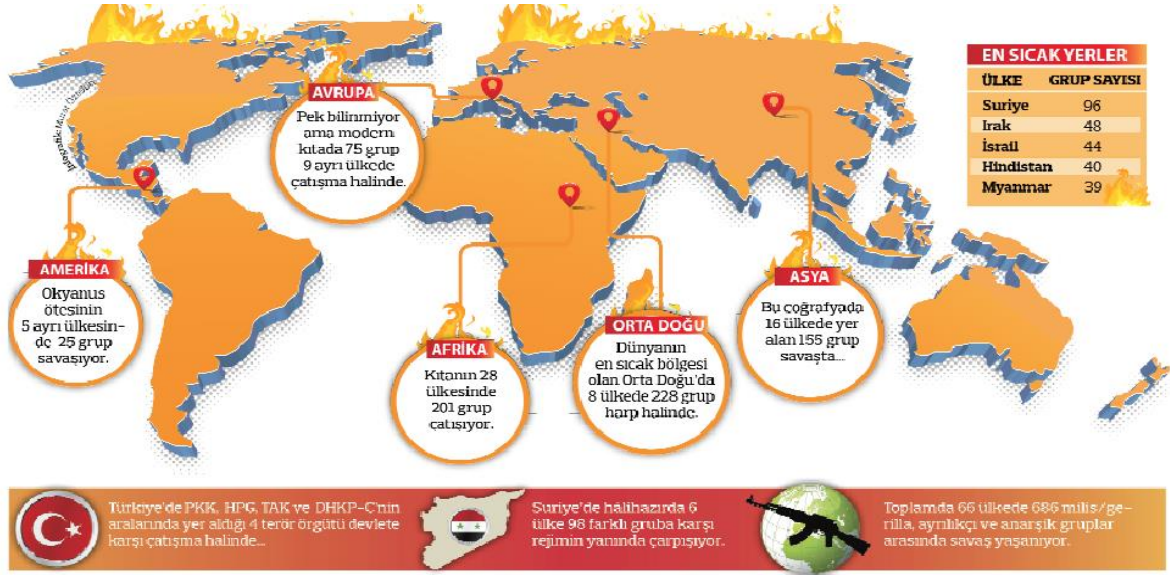 AVRUPA
Pek bilinmiyor
ama modern
kıtada 75 grup
9 ayrı ülkede
çatışma halinde.
EN SICAK YERLER
ÜLKE GRUP SAYISI
Suriye 96
Irak 48
İsrail 44
Hindistan 40
Myanmar 39
İnfografik: Murat
AMERİKA
Okyanus
ötesinin
5 ayrı ülkesin-
de 25 grup
savaşıyor.
AFRİKA
Kıtanın 28
ülkesinde
201 grup
çatışıyor.
ORTA DOĞU
Dünyanın
en sıcak bölgesi
olan Orta Doğu'da
8 ülkede 228 grup
harp halinde.
ASYA
Bu coğrafyada
16 ülkede yer
alan 155 grup
savaşta...
Türkiye'de PKK, HPG, TAK ve DHKP-C'nin
aralarında yer aldığı 4 terör örgütü devlete
karşı çatışma halinde...
Suriye'de hâlihazırda 6
ülke 98 farklı gruba karşı
rejimin yanında çarpışıyor.
Toplamda 66 ülkede 686 milis/ge-
rilla, ayrılıkçı ve anarşik gruplar
arasında savaş yaşanıyor.